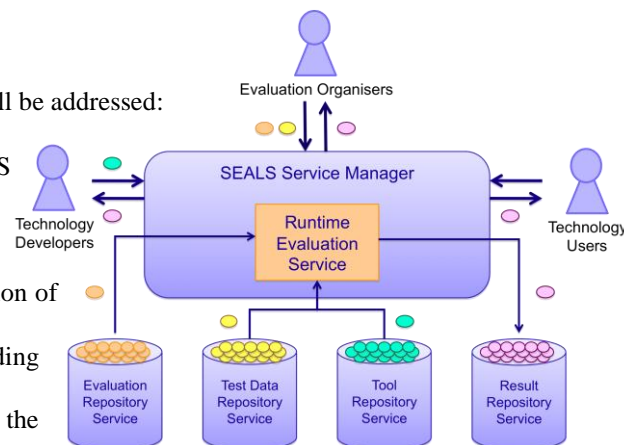 Evaluation Organisers
ll be addressed:
S
SEALS Service Manager
Technology
Developers
Technology
Users
Runtime
Evaluation
Service
ion of
ding
the
Evaluation
Repository
Service
Test Data
Repository
Service
Tool
Repository
Service
Result
Repository
Service